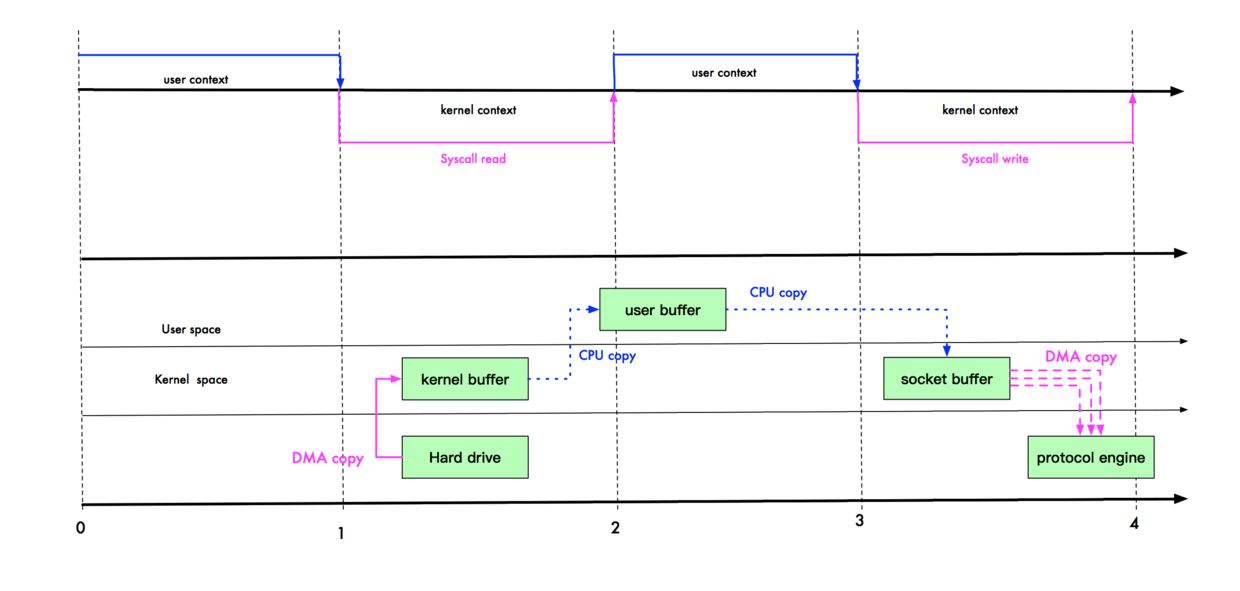 user context
user context
kernel context
kernel context
Syscall read
Syscall write
CPU copy
user buffer
User space
CPU copy
DMA copy
Kernel space
kernel buffer
socket buffer
DMA copy
Hard drive
protocol engine
0
1
2
3
4